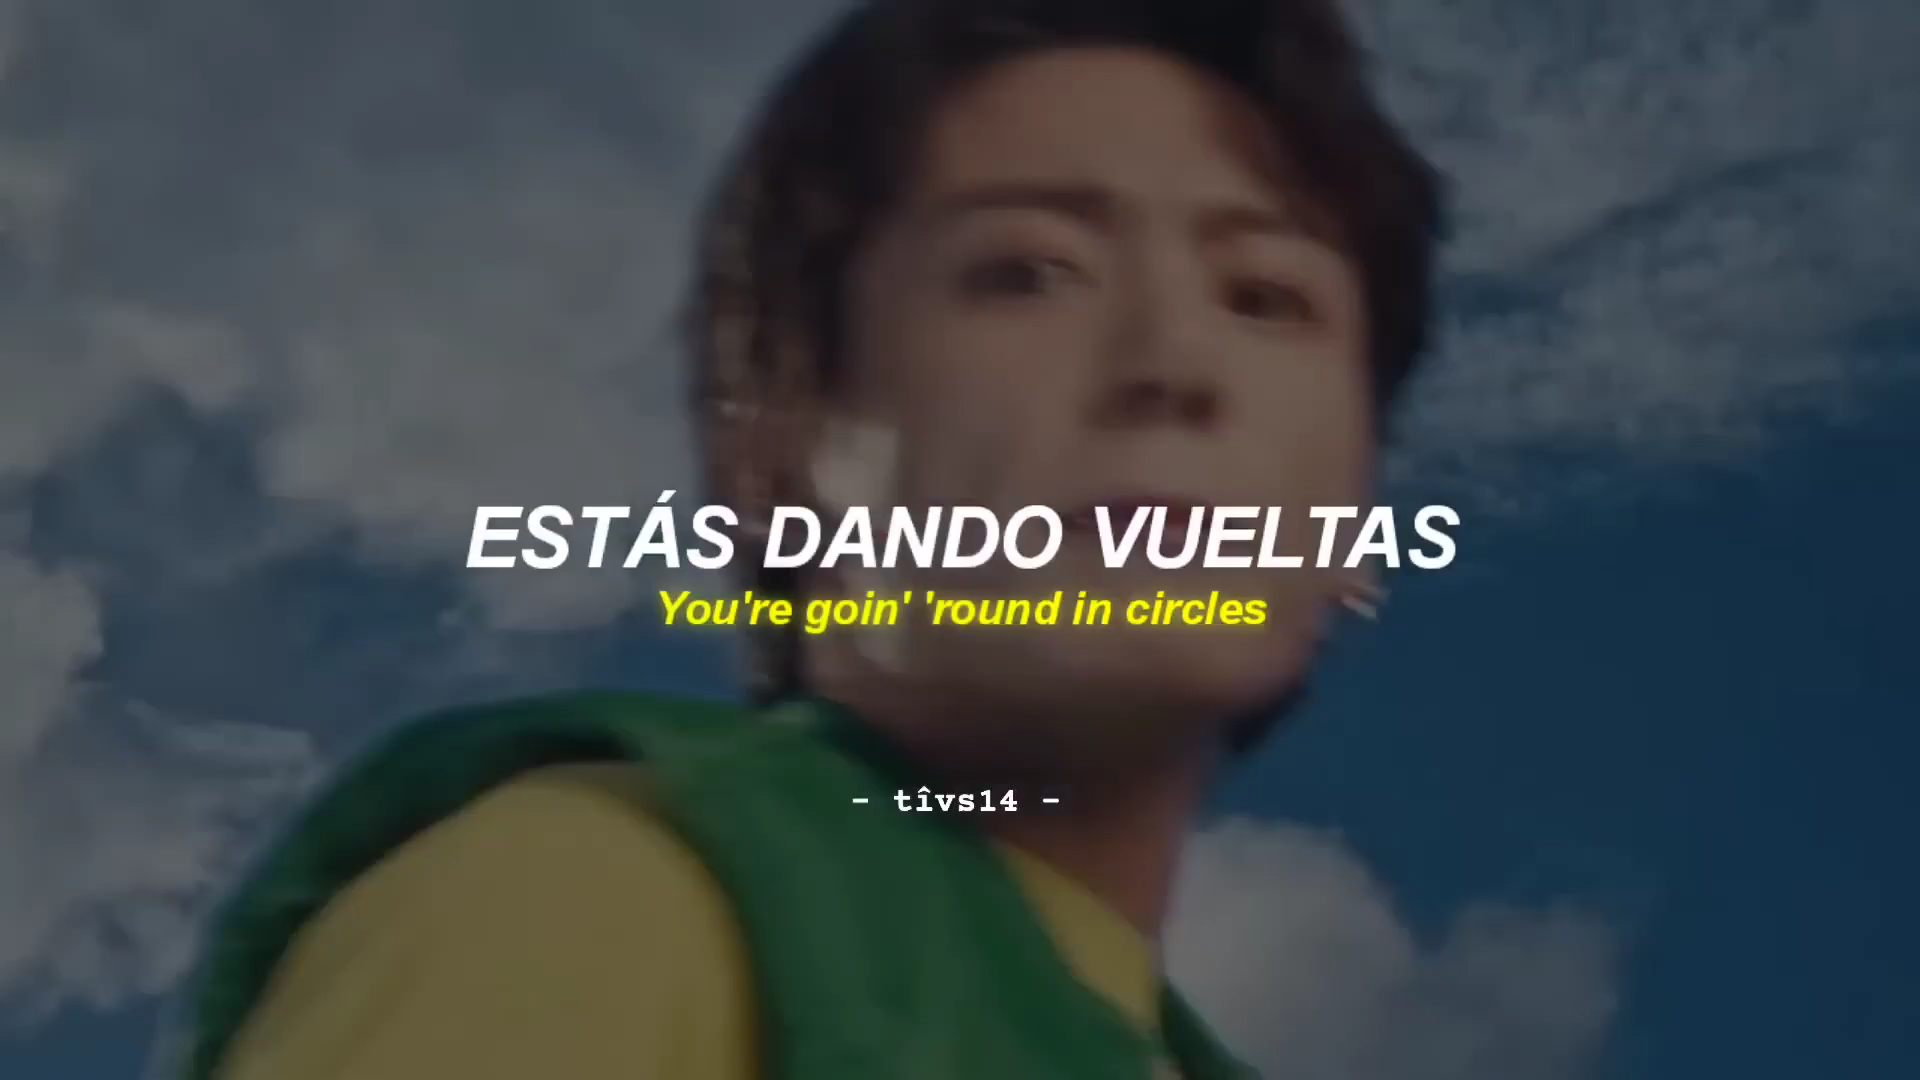 ESTÁS DANDO VUELTAS
You're goin' 'round in circles
- tîvs14 -